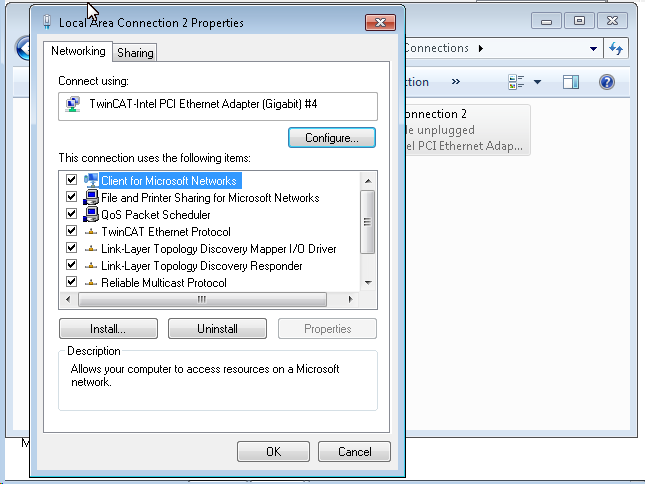 Local Area Connection 2 Properties
Networking
Sharing
Connect using:
TwinCAT-Intel PCI Ethernet Adapter (Gigabit) #4
Configure...
This connection uses the following items:
Client for Microsoft Networks
File and Printer Sharing for Microsoft Networks
QoS Packet Scheduler
TwinCAT Ethernet Protocol
Link-Layer Topology Discovery Mapper I/O Driver
Link-Layer Topology Discovery Responder
Reliable Multicast Protocol
Install...
Uninstall
Properties
Description
Allows your computer to access resources on a Microsoft
network.
OK
Cancel
Connections
ction
»
onnection 2
le unplugged
el PCI Ethernet Adap...
M